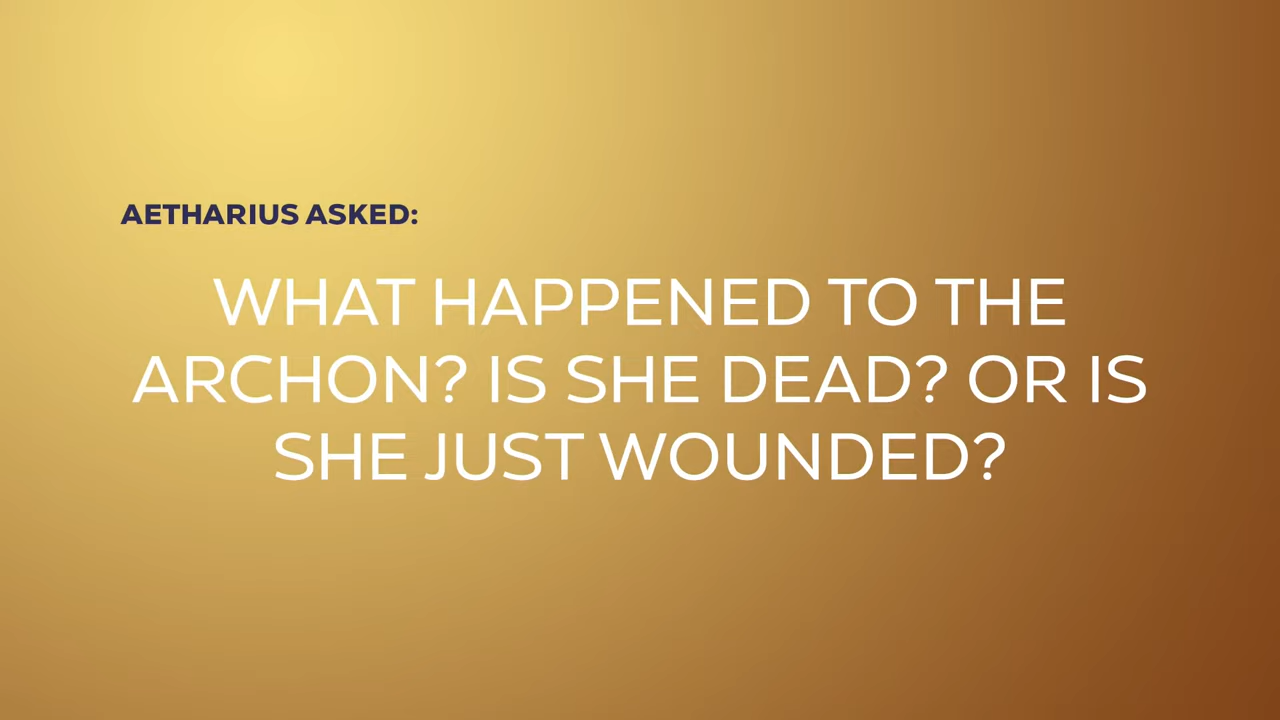 AETHARIUS ASKED:
WHAT HAPPENED TO THE
ARCHON? IS SHE DEAD? OR IS
SHE JUST WOUNDED?